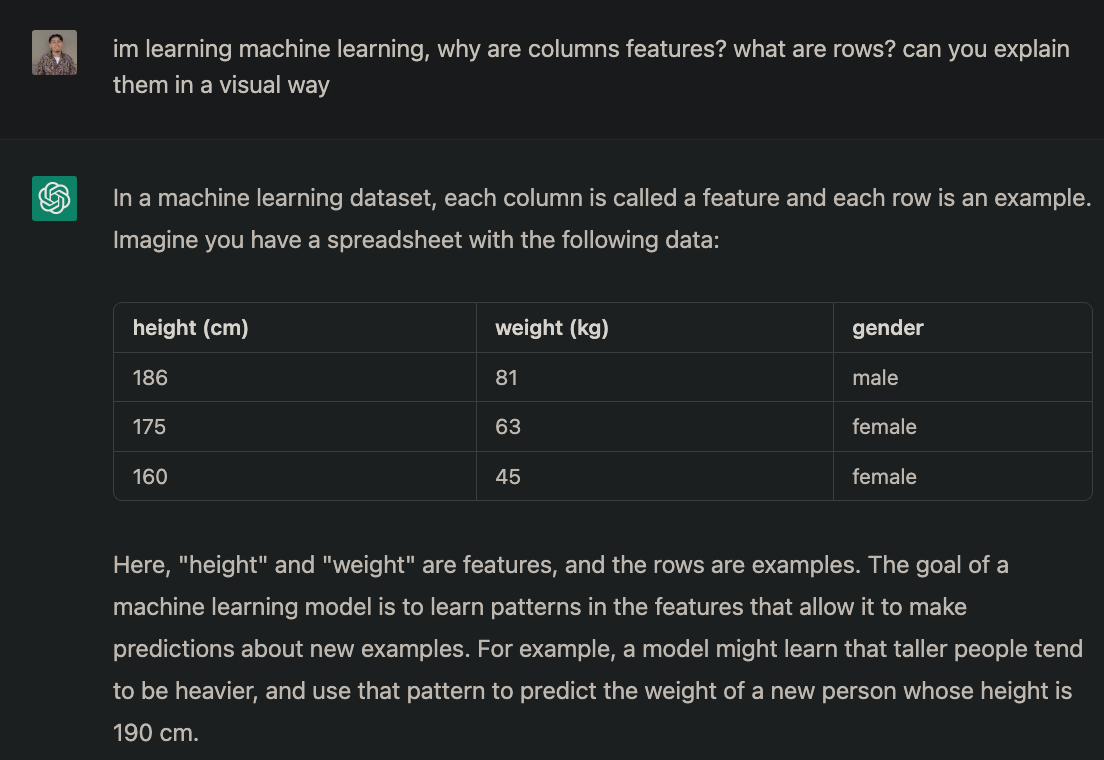 im learning machine learning, why are columns features? what are rows? can you explain
them in a visual way
In a machine learning dataset, each column is called a feature and each row is an example.
Imagine you have a spreadsheet with the following data:
height (cm) weight (kg) gender
186 81 male
175 63 female
160 45 female
Here, "height" and "weight" are features, and the rows are examples. The goal of a
machine learning model is to learn patterns in the features that allow it to make
predictions about new examples. For example, a model might learn that taller people tend
to be heavier, and use that pattern to predict the weight of a new person whose height is
190 cm.